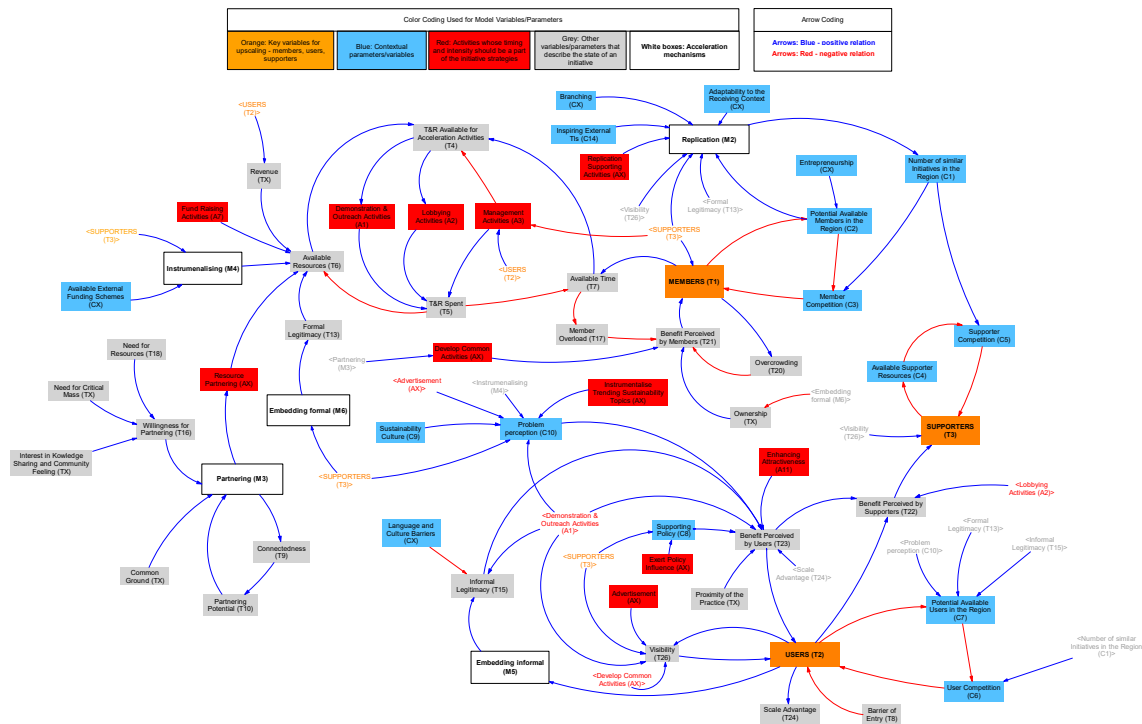 Color Coding Used for Model Variables/Parameters
Orange: Key variables for
upscaling - members, users,
supporters
Blue: Contextual
parameters/variables
Red: Activities whose timing
and intensity should be a part
of the initiative strategies
Grey: Other
variables/parameters that
describe the state of an
initiative
White boxes: Acceleration
mechanisms
Arrow Coding
Arrows: Blue - positive relation
Arrows: Red - negative relation
<USERS
(T2)>
Revenue
(TX)
Fund Raising
Activities (A7)
<SUPPORTERS
(T3)>
Instrumenalising (M4)
Available External
Funding Schemes
(CX)
Available
Resources (T6)
Formal
Legitimacy (T13)
T&R Available for
Acceleration Activities
(T4)
Demonstration &
Outreach Activities
(A1)
Lobbying
Activities (A2)
Management
Activities (A3)
T&R Spent
(T5)
<USERS
(T2)>
Branching
(CX)
Inspiring External
TIs (C14)
Replication
Supporting
Activities (AX)
Adaptability to the
Receiving Context
(CX)
Replication (M2)
<Visibility
(T26)>
<Formal
Legitimacy (T13)>
<SUPPORTERS
(T3)>
Entrepreneurship
(CX)
Potential Available
Members in the
Region (C2)
Number of similar
Initiatives in the
Region (C1)
MEMBERS (T1)
Available Time
(T7)
Member
Competition (C3)
Member
Overload (T17)
Benefit Perceived
by Members (T21)
Overcrowding
(T20)
Ownership
(TX)
<Embedding
formal (M6)>
Supporter
Competition (C5)
Available Supporter
Resources (C4)
SUPPORTERS
(T3)
<Visibility
(T26)>
Need for
Resources (T18)
Need for Critical
Mass (TX)
Willingness for
Partnering (T16)
Interest in Kowledge
Sharing and Community
Feeling (TX)
Resource
Partnering (AX)
Embedding formal (M6)
Partnering (M3)
Connectedness
(T9)
Common
Ground (TX)
Partnering
Potential (T10)
<Partnering
(M3)>
Develop Common
Activities (AX)
<Advertisement
(AX)>
<Instrumenalising
(M4)>
Instrumentalise
Trending Sustainability
Topics (AX)
Sustainability
Culture (C9)
Problem
perception (C10)
<SUPPORTERS
(T3)>
Language and
Culture Barriers
(CX)
Informal
Legitimacy (T15)
Embedding informal
(M5)
<Demonstration &
Outreach Activities
(A1)>
<SUPPORTERS
(T3)>
Supporting
Policy (C8)
Exert Policy
Influence (AX)
Advertisement
(AX)
Enhancing
Attractiveness
(A11)
Benefit Perceived
by Users (T23)
Proximity of the
Practice (TX)
<Scale
Advantage (T24)>
Visibility
(T26)
<Develop Common
Activities (AX)>
USERS (T2)
Scale Advantage
(T24)
Barrier of
Entry (T8)
Benefit Perceived by
Supporters (T22)
<Lobbying
Activities (A2)>
<Formal
Legitimacy (T13)>
<Problem
perception (C10)>
<Informal
Legitimacy (T15)>
Potential Available
Users in the Region
(C7)
User Competition
(C6)
<Number of similar
Initiatives in the Region
(C1)>